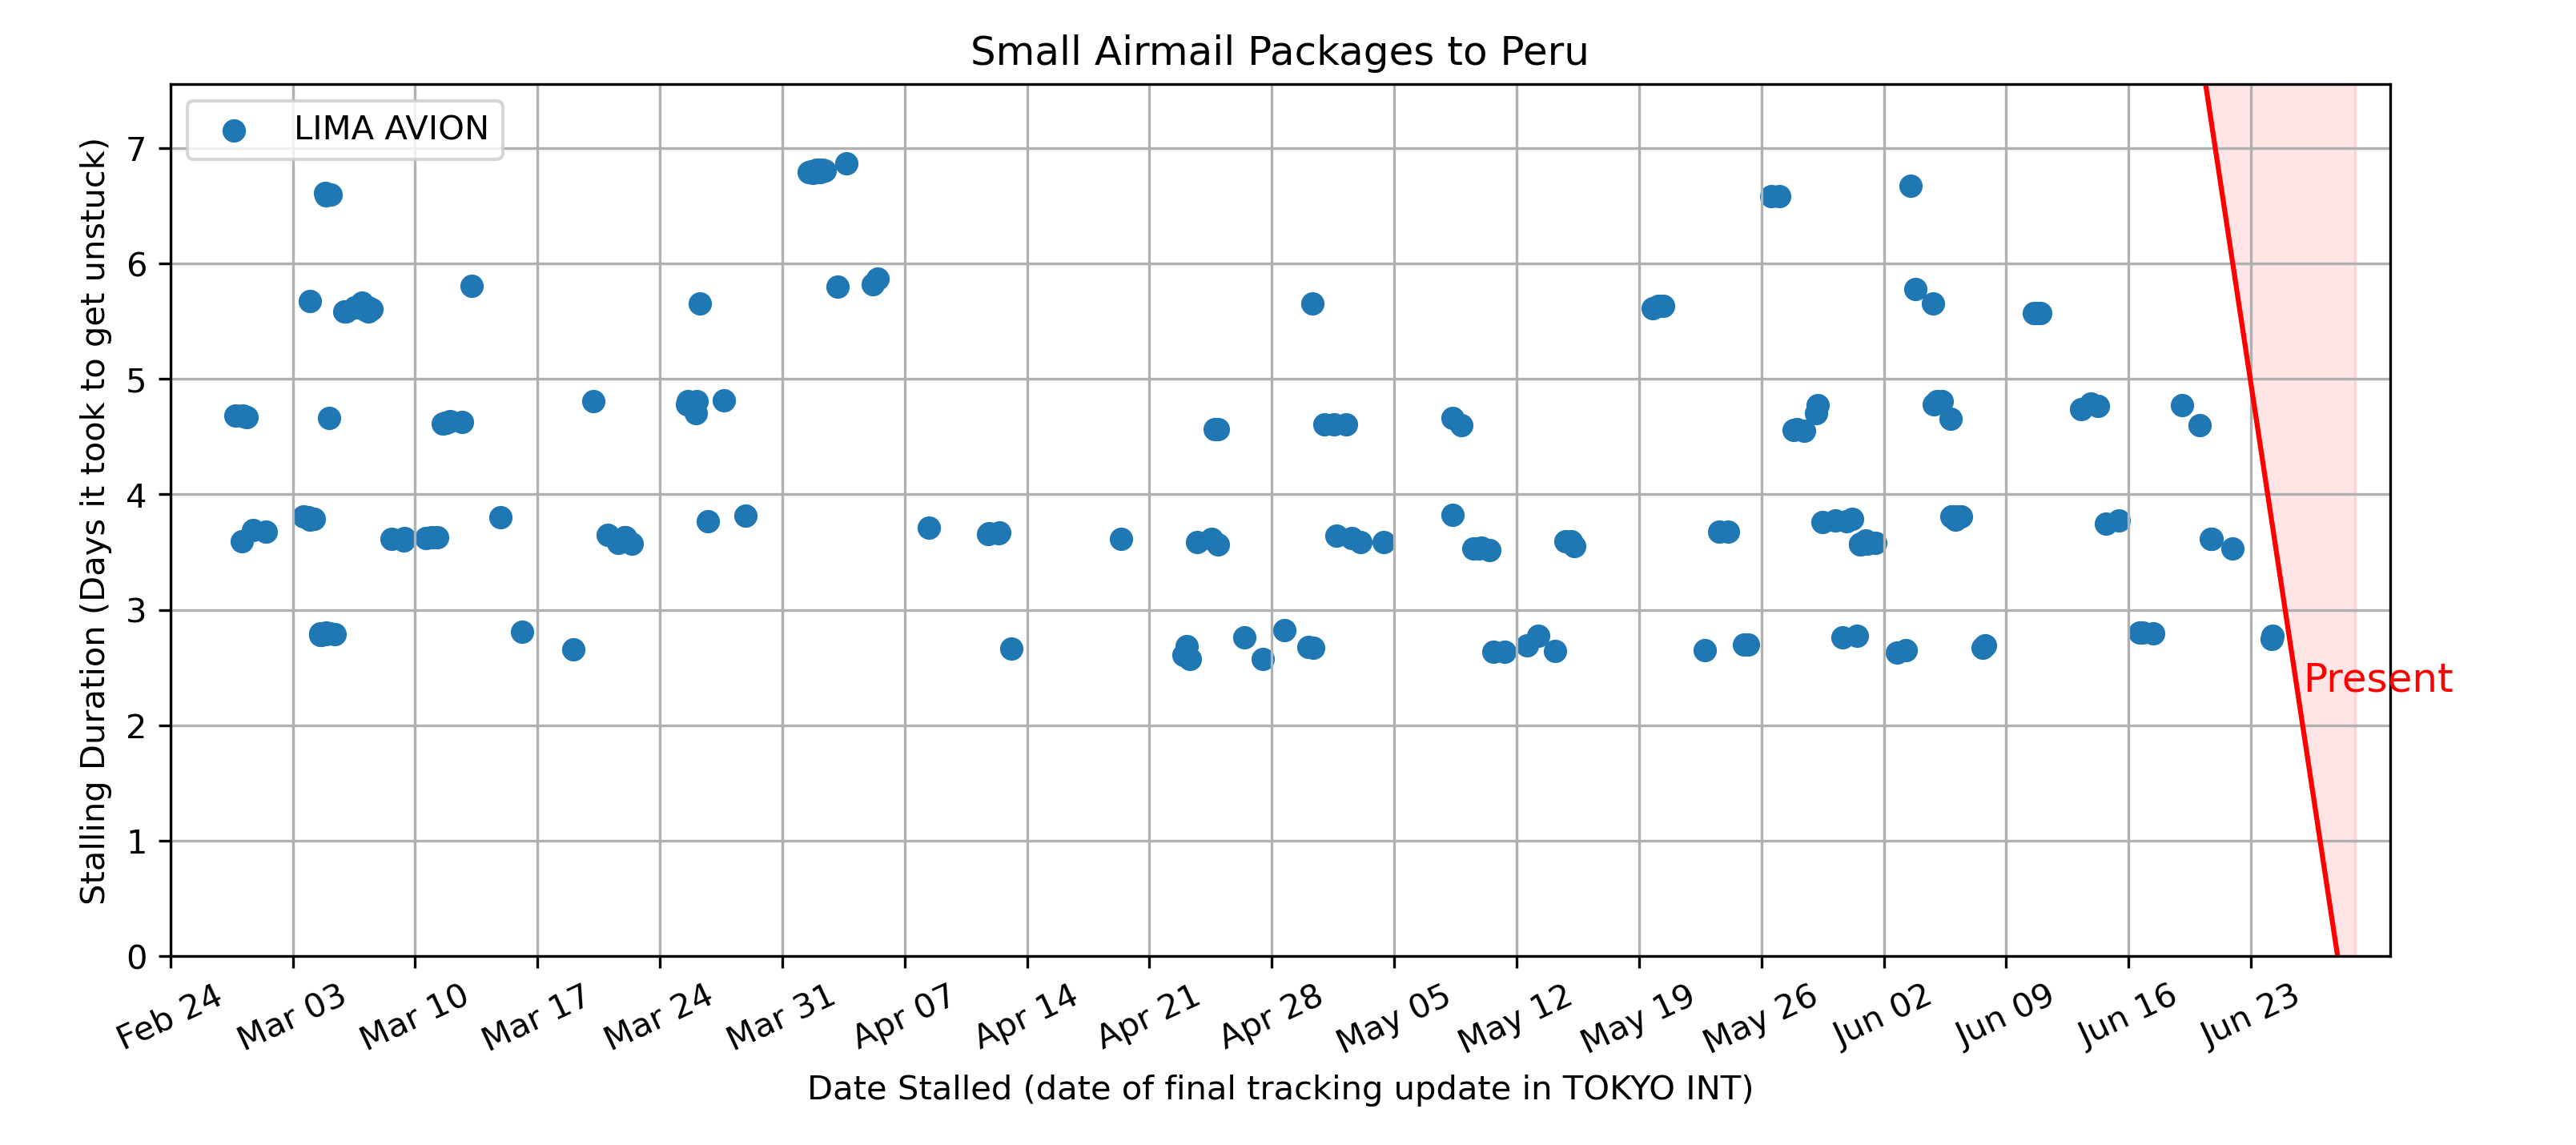 Small Airmail Packages to Peru
LIMA AVION
Stalling Duration (Days it took to get unstuck)
7
6
5
4
3
2
1
0
Present
Feb 24
Mar 03
Mar 10
Mar 17
Mar 24
Mar 31
Apr 07
Apr 14
Apr 21
Apr 28
May 05
May 12
May 19
May 26
Jun 02
Jun 09
Jun 16
Jun 23
Date Stalled (date of final tracking update in TOKYO INT)